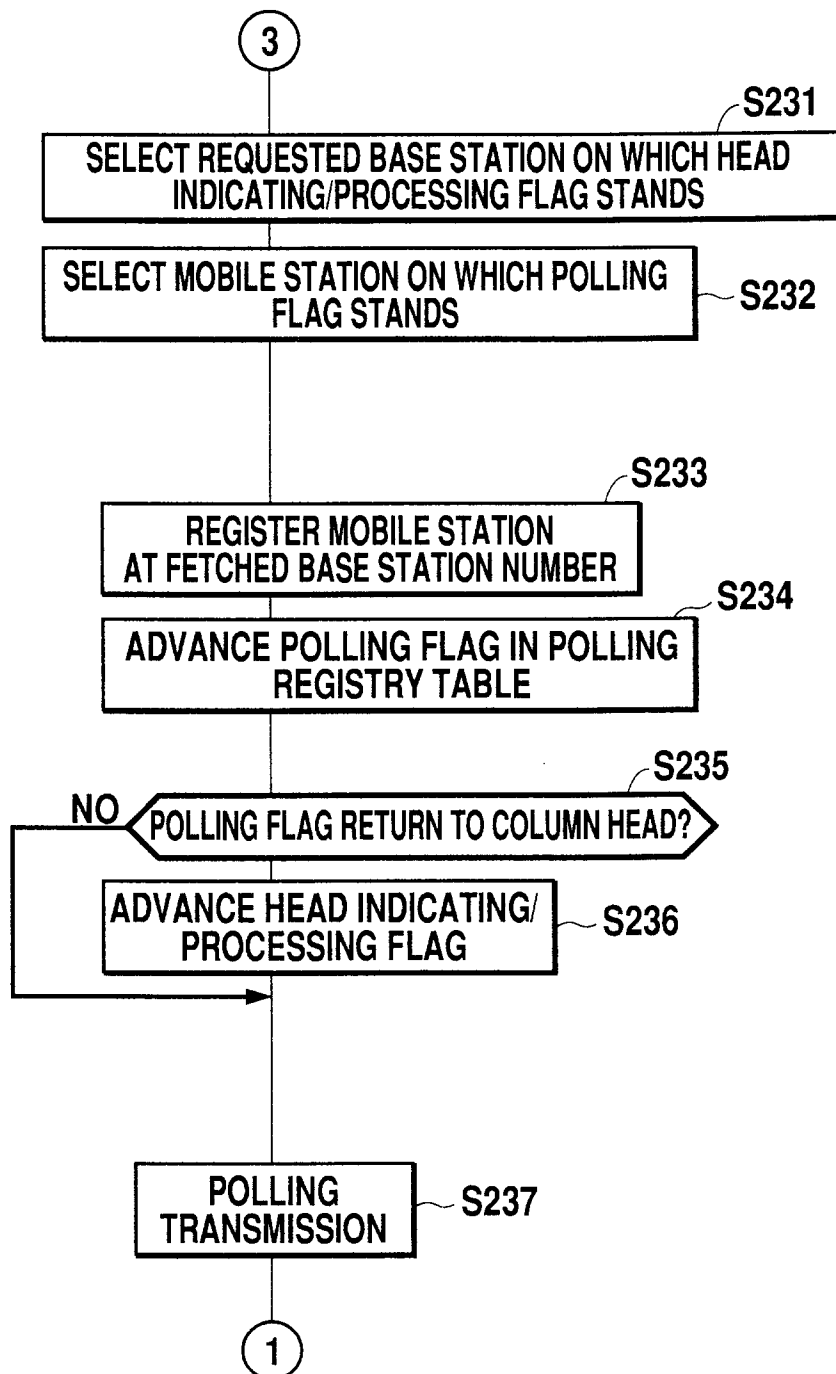 3
S231
SELECT REQUESTED BASE STATION ON WHICH HEAD
INDICATING/PROCESSING FLAG STANDS
SELECT MOBILE STATION ON WHICH POLLING
FLAG STANDS
S232
S233
REGISTER MOBILE STATION
AT FETCHED BASE STATION NUMBER
S234
ADVANCE POLLING FLAG IN POLLING
REGISTRY TABLE
S235
NO
POLLING FLAG RETURN TO COLUMN HEAD?
ADVANCE HEAD INDICATING/
PROCESSING FLAG
S236
POLLING
TRANSMISSION
S237
1